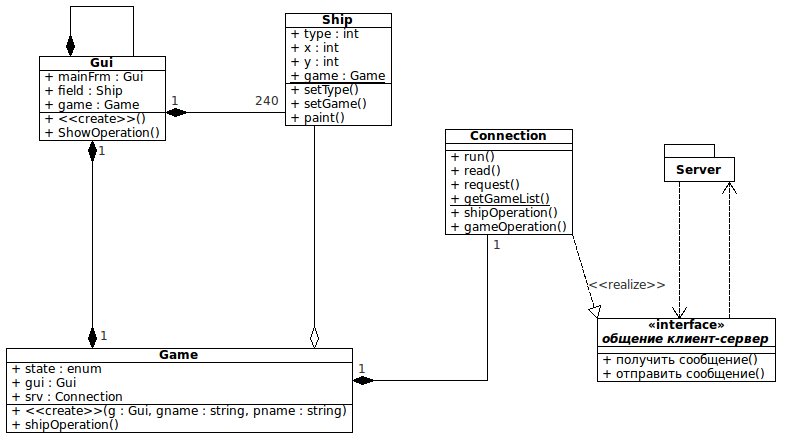 Ship
+ type : int
+ x : int
+ y : int
+ game : Game
+ setType()
+ setGame()
+ paint()
Gui
+ mainFrm : Gui
+ field : Ship
+ game : Game
+ <<create>>()
+ ShowOperation()
1
240
1
Connection
+ run()
+ read()
+ request()
+ getGameList()
+ shipOperation()
+ gameOperation()
1
Server
<<realize>>
«interface»
общение клиент-сервер
+ получить сообщение()
+ отправить сообщение()
1
Game
+ state : enum
+ gui : Gui
+ srv : Connection
+ <<create>>(g : Gui, gname : string, pname : string)
+ shipOperation()
1